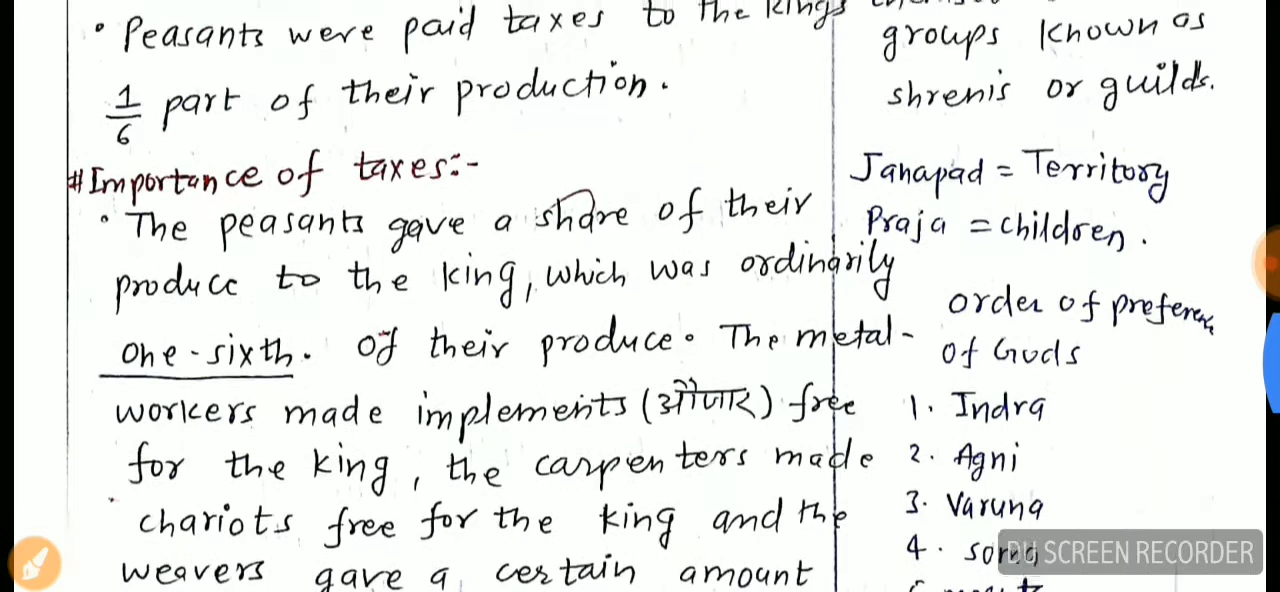 • Peasants were paid taxes to the kings
1/6 part of their production.
# Importance of taxes:-
• The peasants gave a share of their
produce to the king, which was ordinarily
one-sixth. of their produce. The metal-
workers made implements (औजार) free
for the king, the carpenters made
chariots free for the king and the
weavers gave a certain amount
groups known as
shrenis or guilds.
Janapad = Territory
Praja = children.
order of preferenc
of Gods
1. Indra
2. Agni
3. Varuna
4. soma
DU SCREEN RECORDER